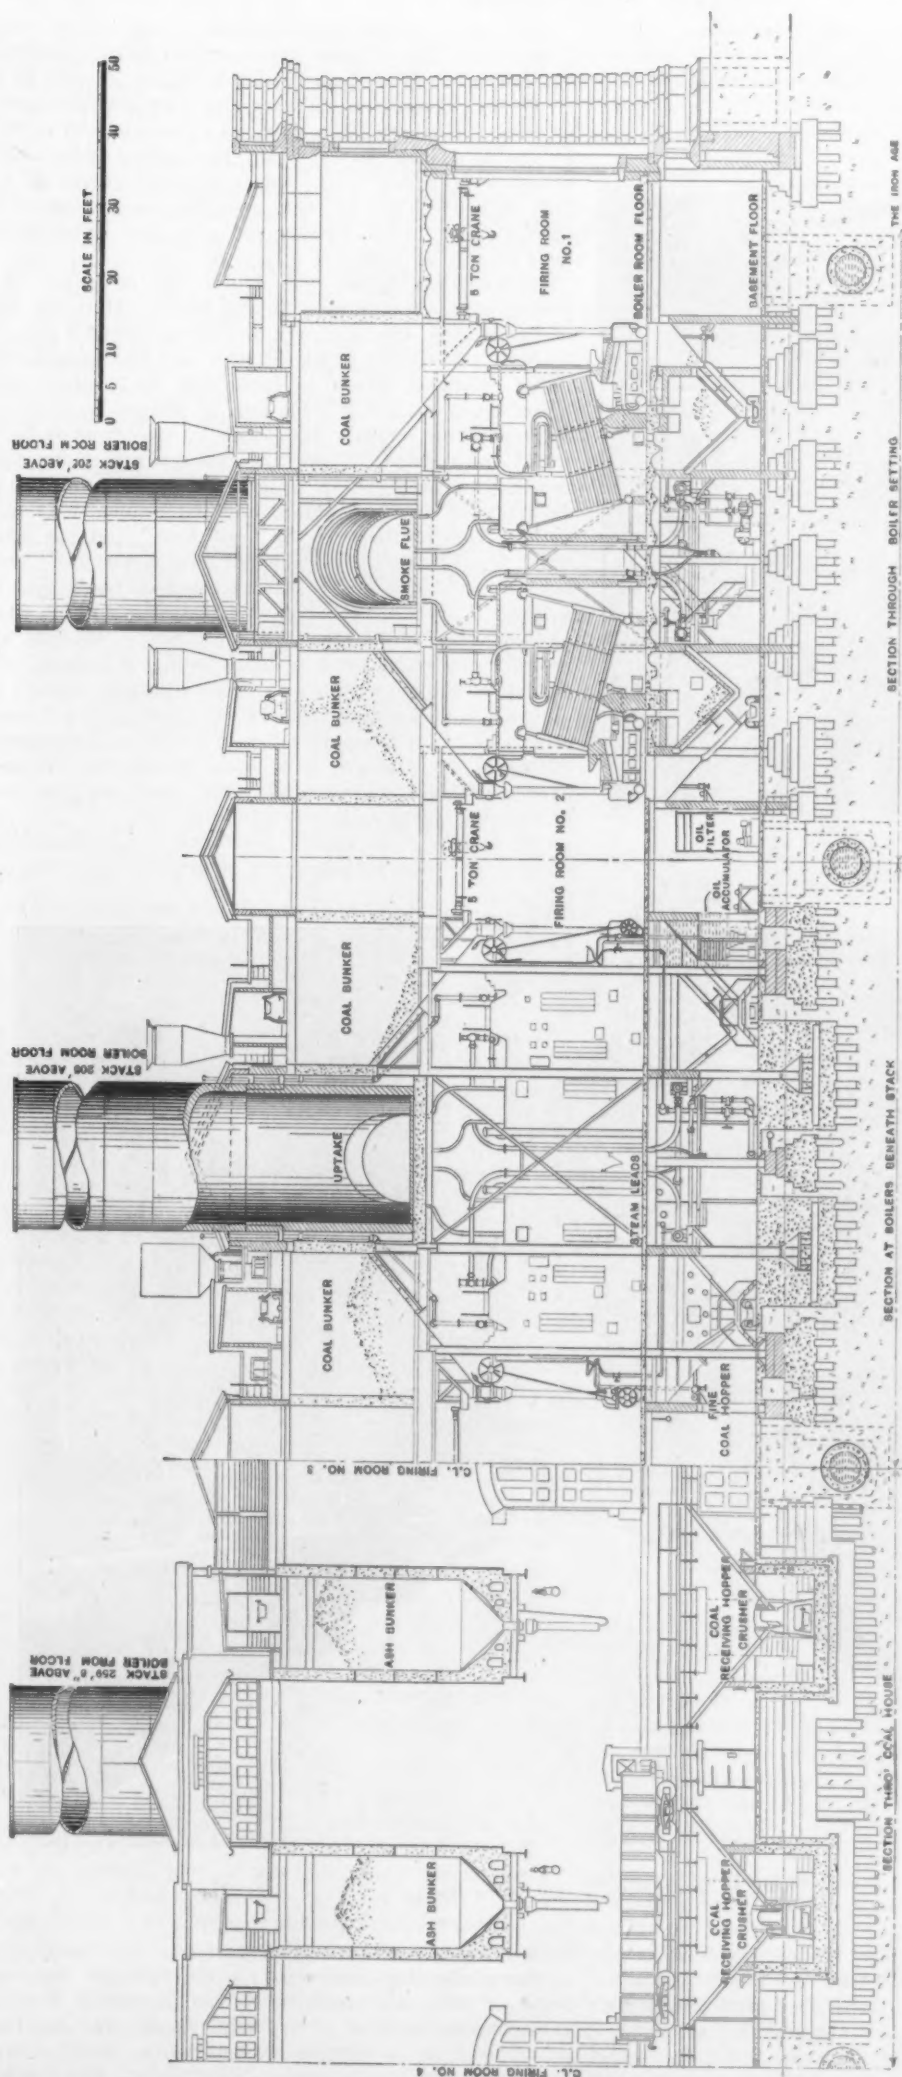 SCALE IN FEET
0 5 10 20 30 40 50
STACK 259' 8" ABOVE
BOILER FROM FLOOR
STACK 208' ABOVE
BOILER ROOM FLOOR
STACK 202' ABOVE
BOILER ROOM FLOOR
ASH BUNKER
ASH BUNKER
COAL BUNKER
UPTAKE
COAL BUNKER
COAL BUNKER
SMOKE FLUE
COAL BUNKER
C.L. FIRING ROOM NO. 4
C.L. FIRING ROOM NO. 3
5 TON CRANE
FIRING ROOM NO. 2
5 TON CRANE
FIRING ROOM
NO.1
STEAM LEADS
BOILER ROOM FLOOR
COAL
RECEIVING HOPPER
CRUSHER
COAL
RECEIVING HOPPER
CRUSHER
FINE
COAL HOPPER
OIL
ACCUMULATOR
OIL
FILTER
BASEMENT FLOOR
SECTION THRO' COAL HOUSE
SECTION AT BOILERS BENEATH STACK
SECTION THROUGH BOILER SETTING
THE IRON AGE